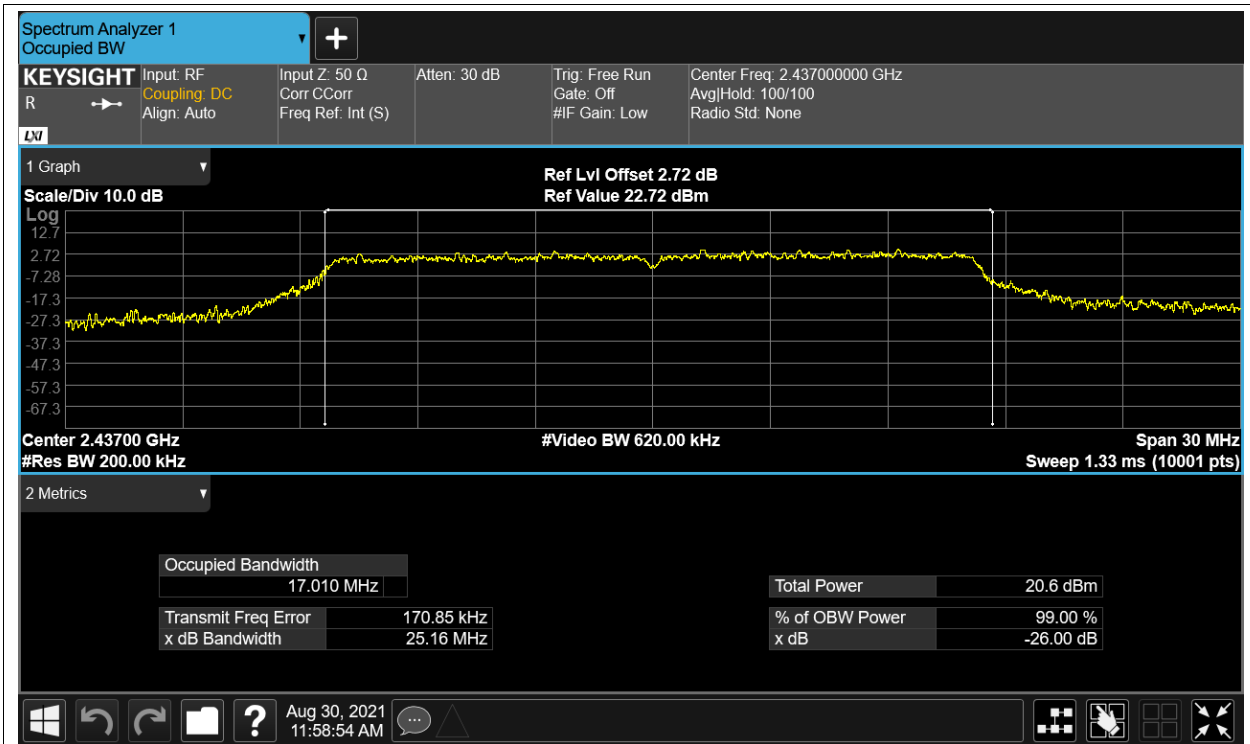 Spectrum Analyzer 1
Occupied BW
KEYSIGHT
R
LXI
Input: RF
Coupling: DC
Align: Auto
Input Z: 50 Ω
Corr CCorr
Freq Ref: Int (S)
Atten: 30 dB
Trig: Free Run
Gate: Off
#IF Gain: Low
Center Freq: 2.437000000 GHz
Avg|Hold: 100/100
Radio Std: None
1 Graph
Scale/Div 10.0 dB
Ref Lvl Offset 2.72 dB
Ref Value 22.72 dBm
Log
12.7
2.72
-7.28
-17.3
-27.3
-37.3
-47.3
-57.3
-67.3
Center 2.43700 GHz
#Video BW 620.00 kHz
Span 30 MHz
#Res BW 200.00 kHz
Sweep 1.33 ms (10001 pts)
2 Metrics
Occupied Bandwidth
17.010 MHz
Total Power 20.6 dBm
Transmit Freq Error 170.85 kHz
% of OBW Power 99.00 %
x dB Bandwidth 25.16 MHz
x dB -26.00 dB
?
Aug 30, 2021
11:58:54 AM